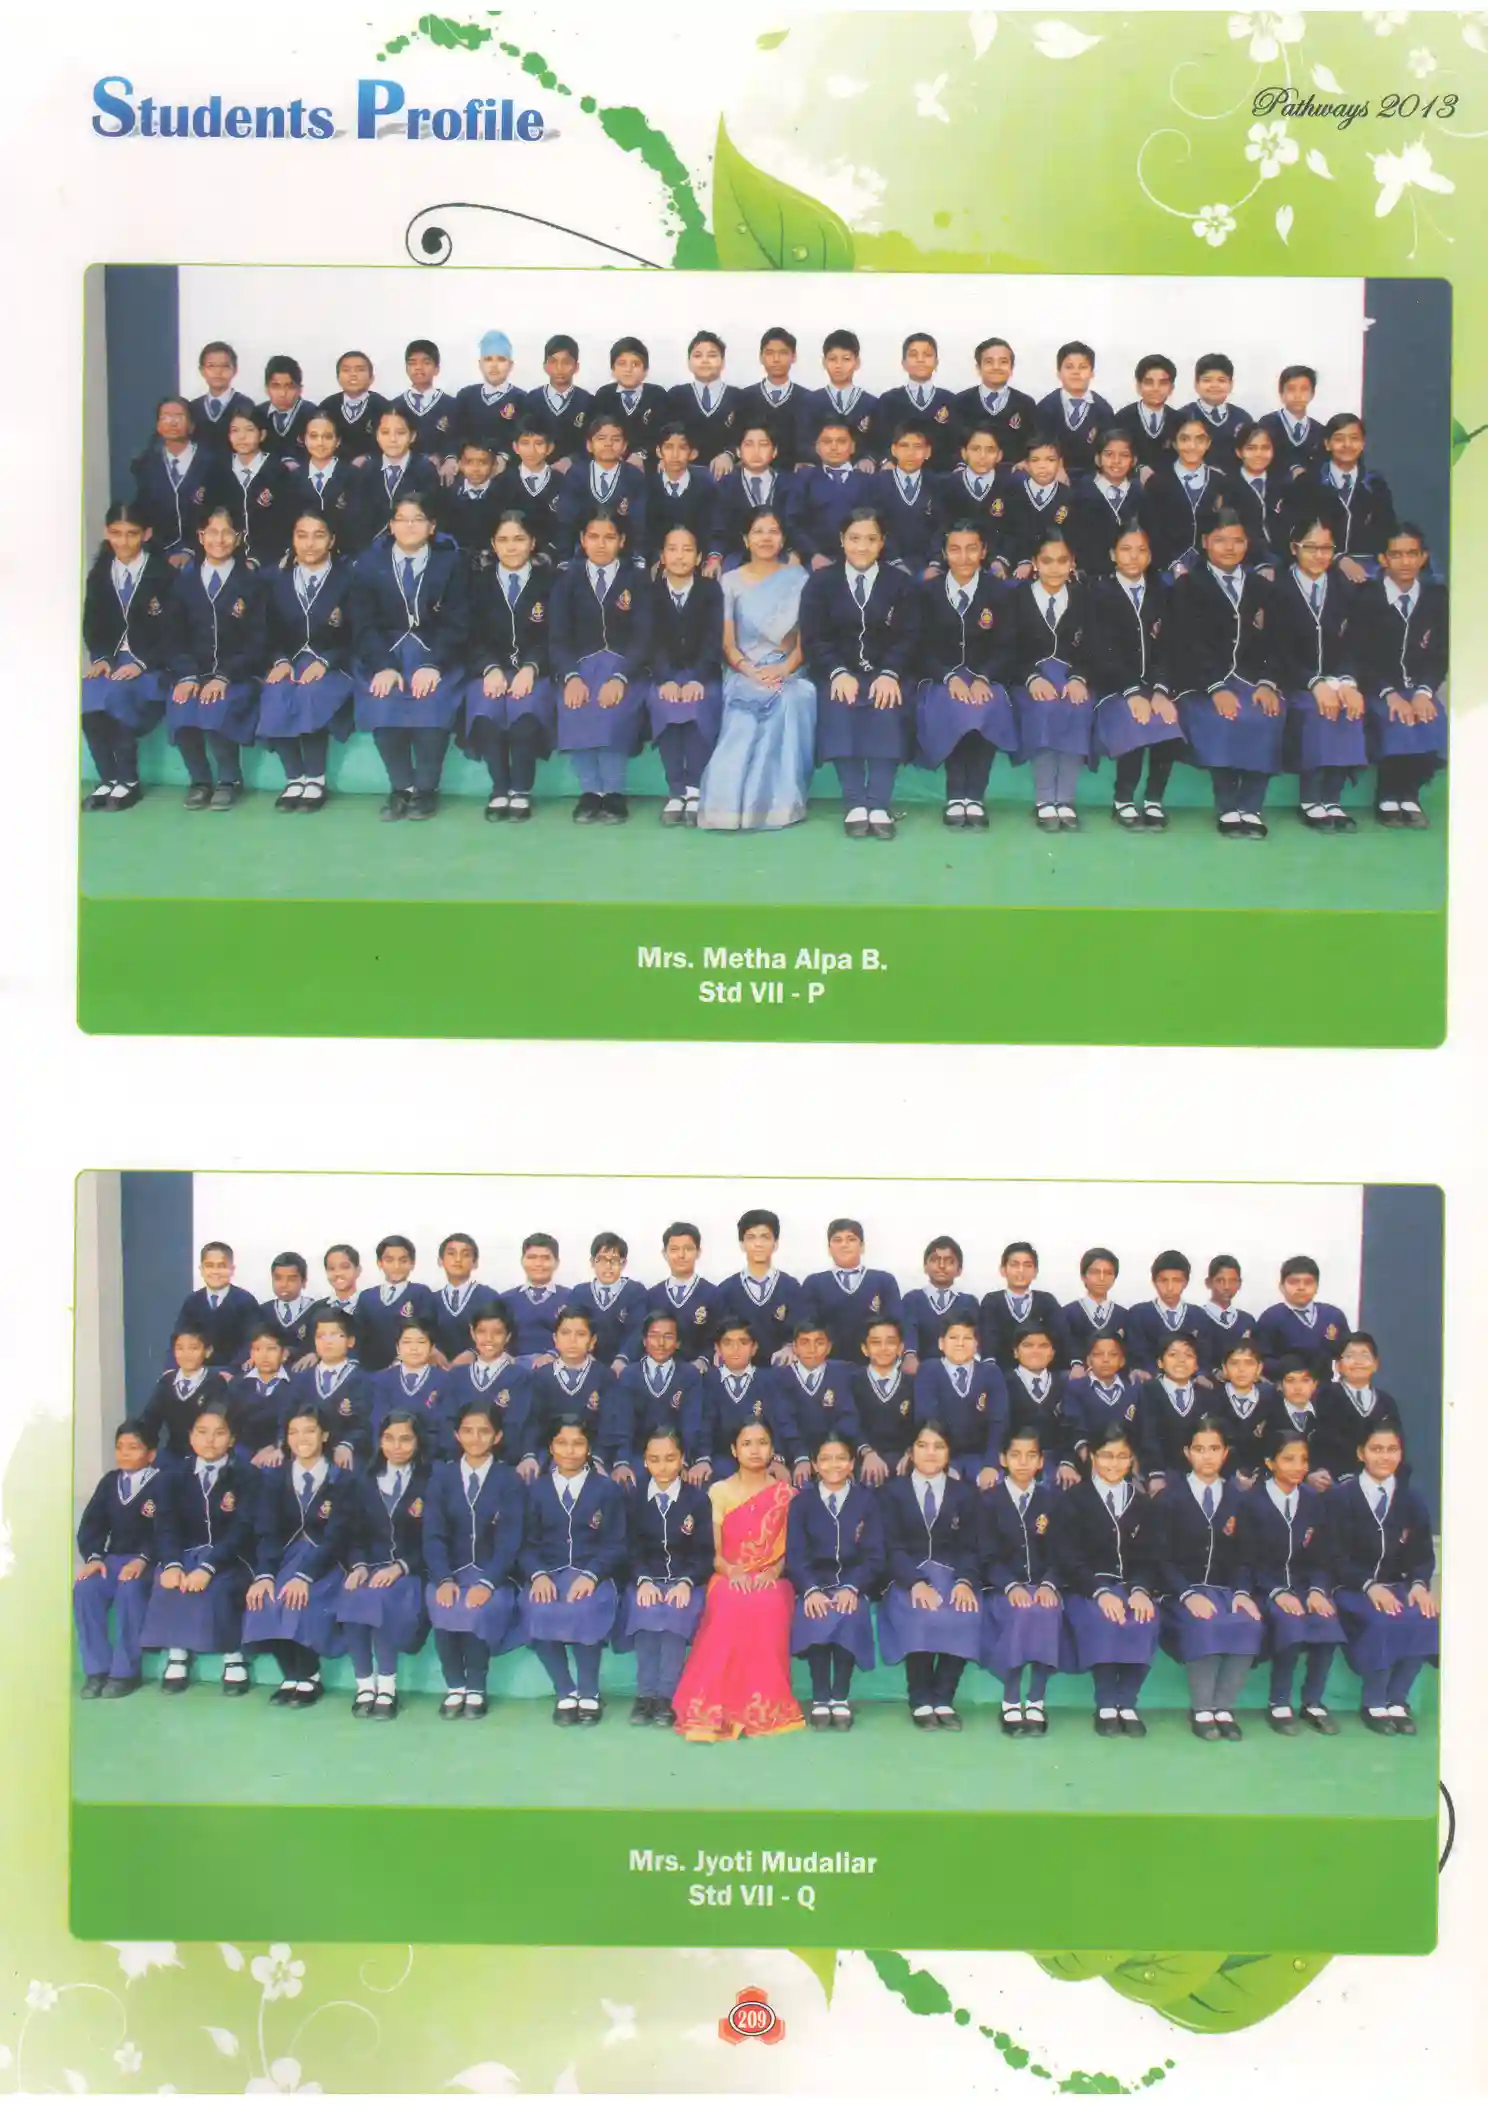 Students Profile
Pathways 2013
Mrs. Metha Alpa B.
Std VII - P
Mrs. Jyoti Mudaliar
Std VII - Q
209